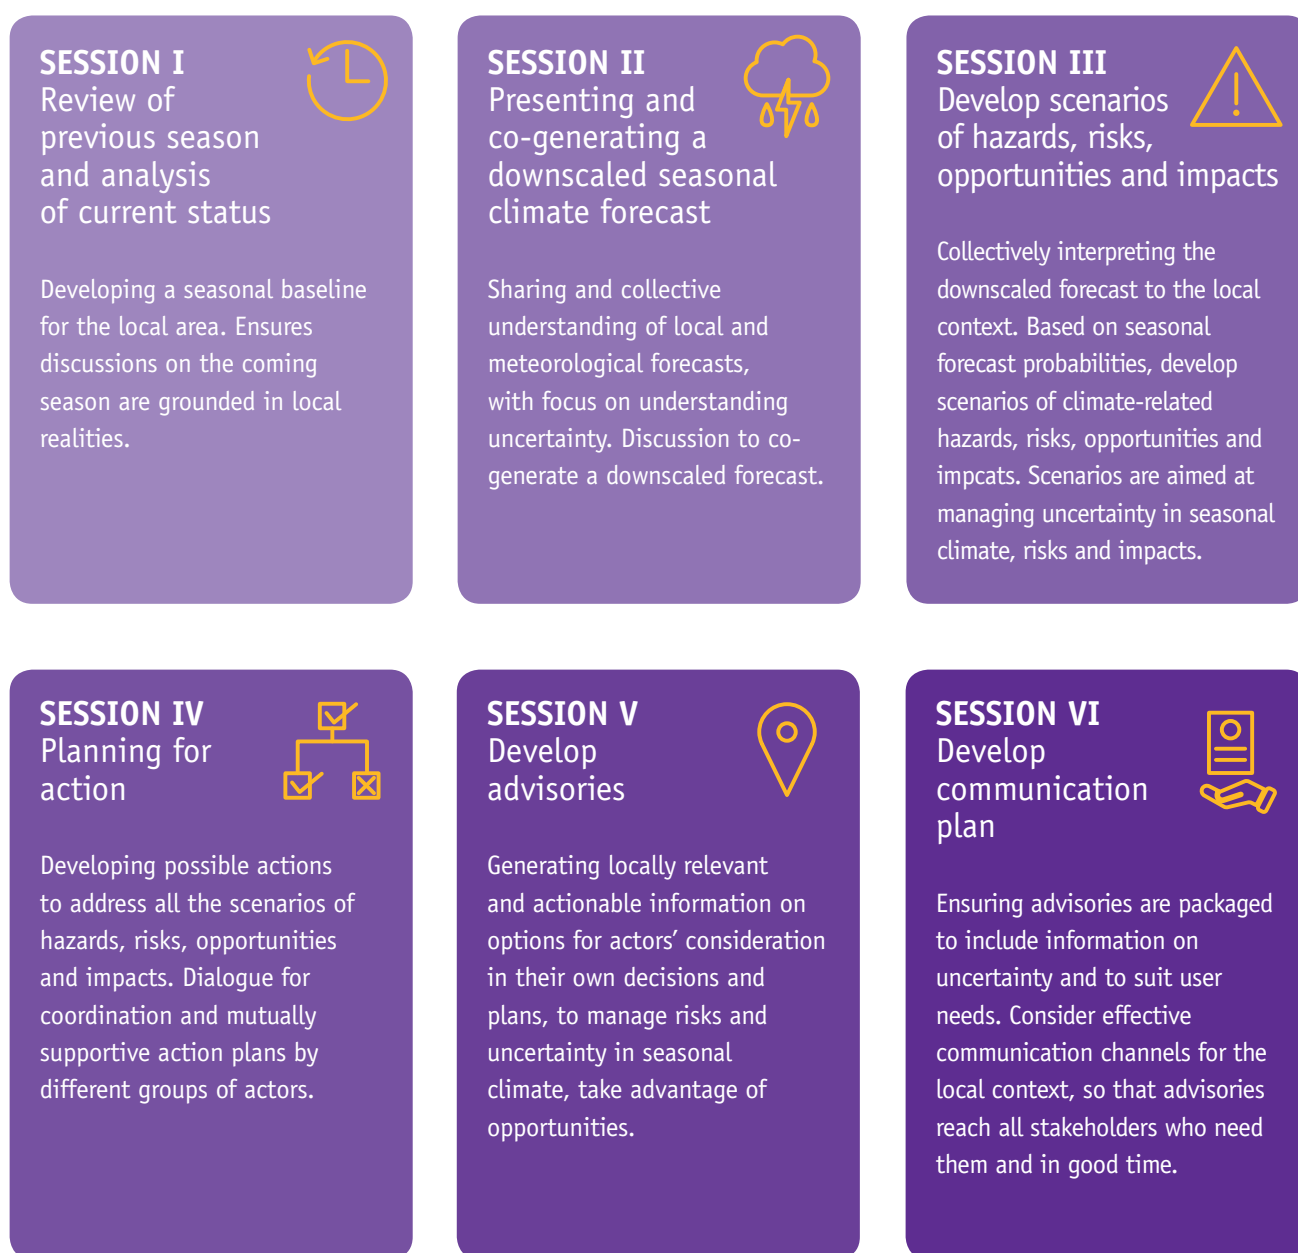 SESSION I
Review of
previous season
and analysis
of current status
Developing a seasonal baseline
for the local area. Ensures
discussions on the coming
season are grounded in local
realities.
SESSION II
Presenting and
co-generating a
downscaled seasonal
climate forecast
Sharing and collective
understanding of local and
meteorological forecasts,
with focus on understanding
uncertainty. Discussion to co-
generate a downscaled forecast.
SESSION III
Develop scenarios
of hazards, risks,
opportunities and impacts
Collectively interpreting the
downscaled forecast to the local
context. Based on seasonal
forecast probabilities, develop
scenarios of climate-related
hazards, risks, opportunities and
impcats. Scenarios are aimed at
managing uncertainty in seasonal
climate, risks and impacts.
SESSION IV
Planning for
action
Developing possible actions
to address all the scenarios of
hazards, risks, opportunities
and impacts. Dialogue for
coordination and mutually
supportive action plans by
different groups of actors.
SESSION V
Develop
advisories
Generating locally relevant
and actionable information on
options for actors’ consideration
in their own decisions and
plans, to manage risks and
uncertainty in seasonal
climate, take advantage of
opportunities.
SESSION VI
Develop
communication
plan
Ensuring advisories are packaged
to include information on
uncertainty and to suit user
needs. Consider effective
communication channels for the
local context, so that advisories
reach all stakeholders who need
them and in good time.